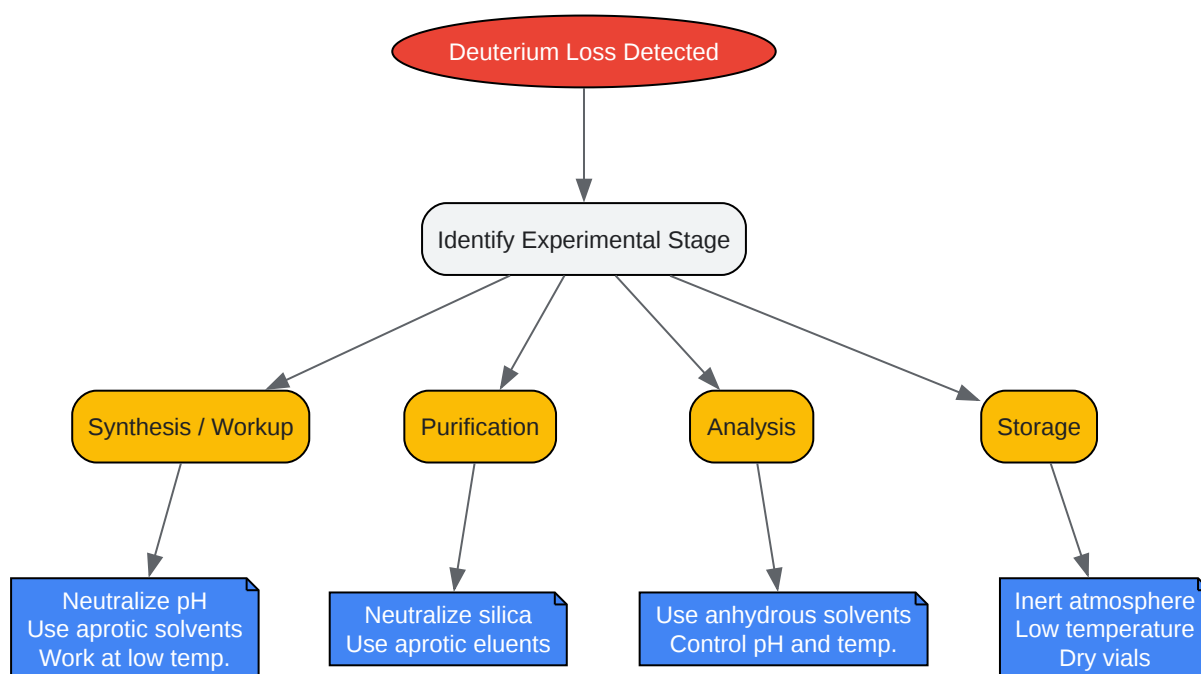 Deuterium Loss Detected
Identify Experimental Stage
Synthesis / Workup
Purification
Analysis
Storage
Neutralize pH
Use aprotic solvents
Work at low temp.
Neutralize silica
Use aprotic eluents
Use anhydrous solvents
Control pH and temp.
Inert atmosphere
Low temperature
Dry vials